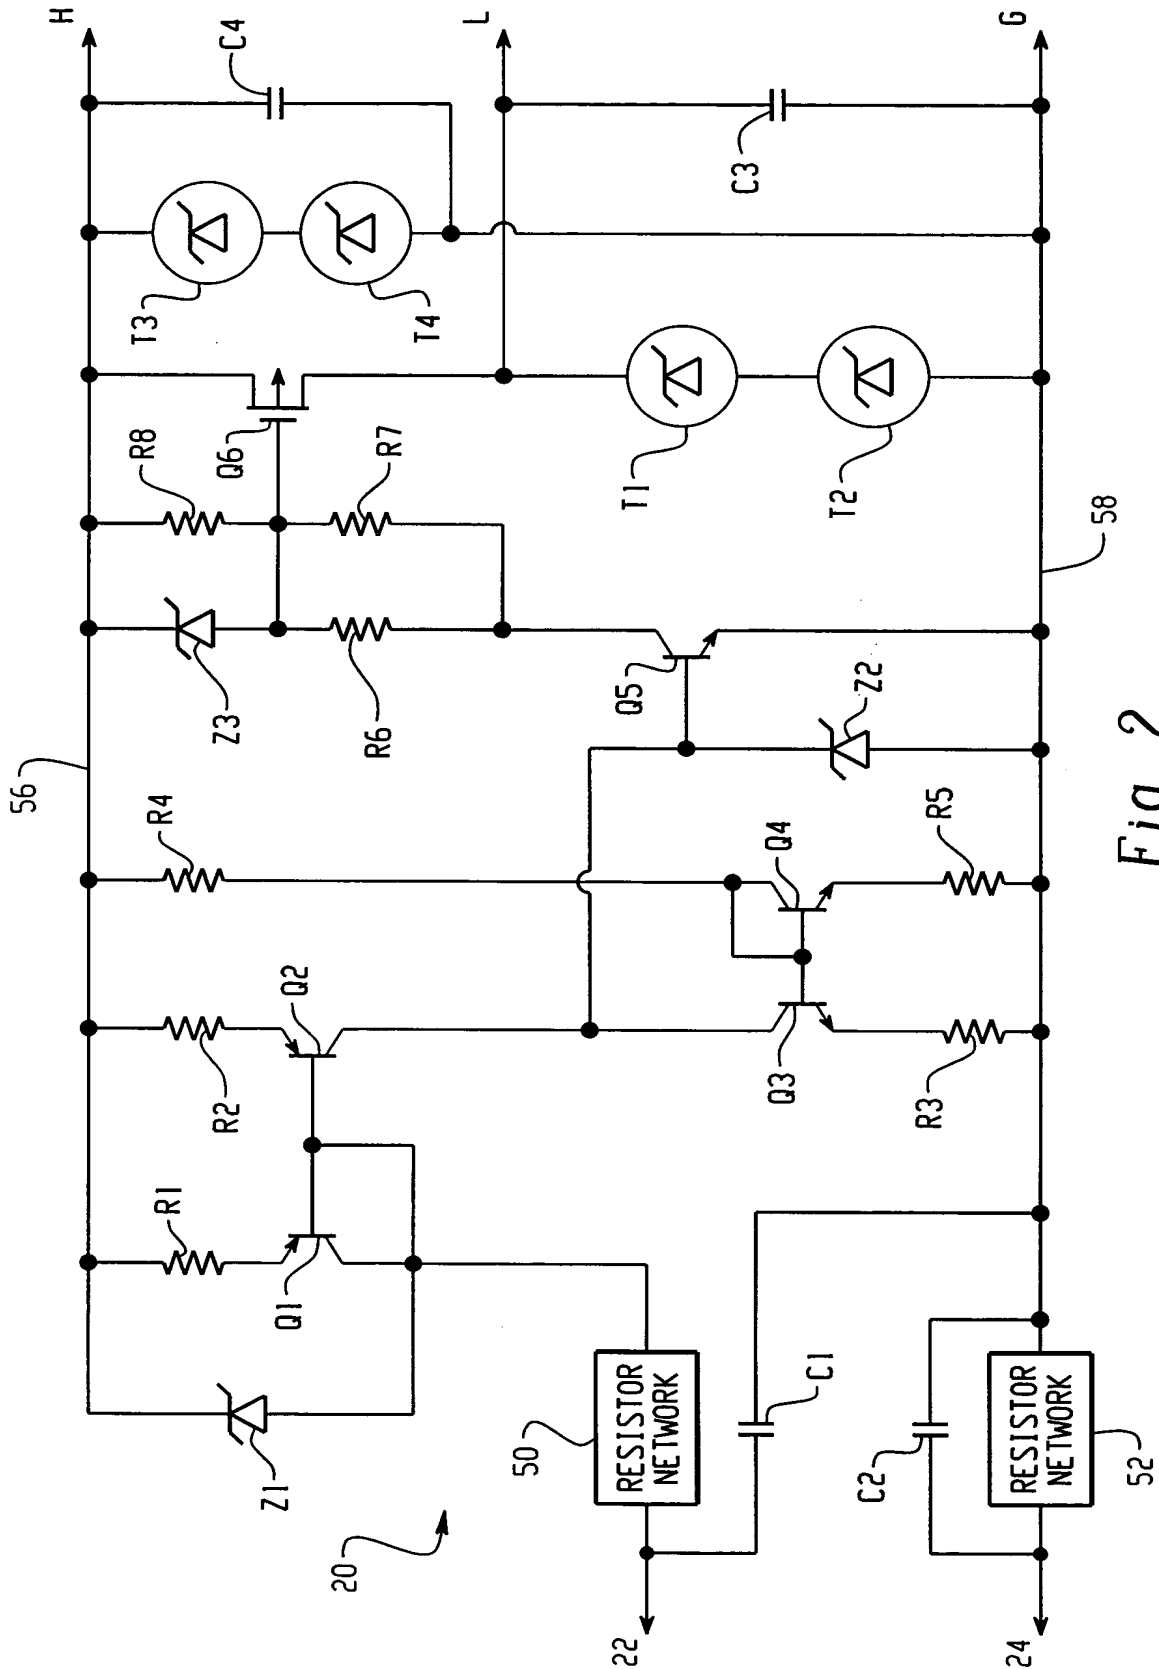 56
H
R1
R4
R8
T3
C4
R2
Z3
Q6
Z1
Q1
Q2
20
R6
R7
T4
L
50
22
RESISTOR
NETWORK
Q5
T1
C3
Q3
Q4
C1
T2
C2
Z2
R3
R5
24
RESISTOR
NETWORK
G
52
58
Fig. 2